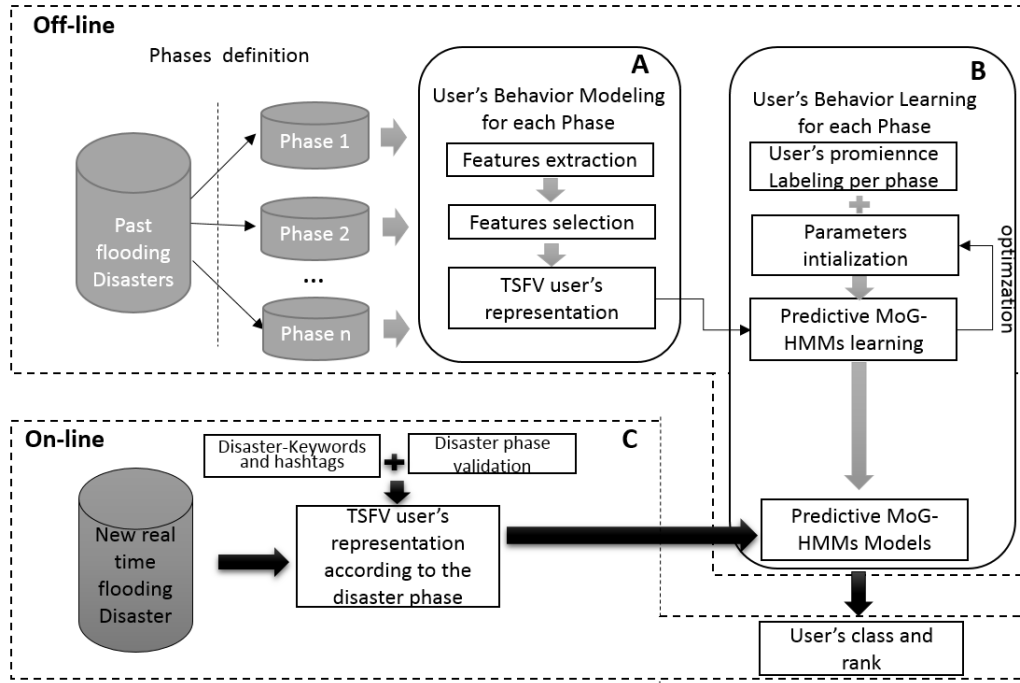 Off-line
Phases definition
Past
flooding
Disasters
Phase 1
Phase 2
...
Phase n
A
User's Behavior Modeling
for each Phase
Features extraction
Features selection
TSFV user's
representation
B
User's Behavior Learning
for each Phase
User's promiennce
Labeling per phase
Parameters
intialization
optimzation
Predictive MoG-
HMMs learning
Predictive MoG-
HMMs Models
On-line
C
Disaster-Keywords
and hashtags
Disaster phase
validation
New real
time
flooding
Disaster
TSFV user's
representation
according to the
disaster phase
User's class and
rank